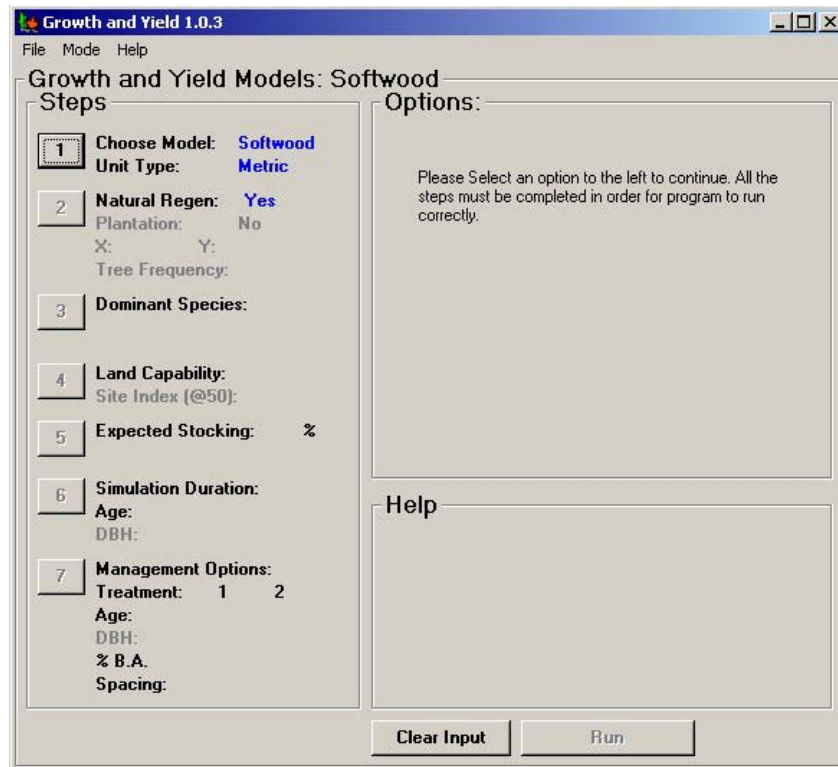 Growth and Yield 1.0.3
File Mode Help
Growth and Yield Models: Softwood
Steps
1 Choose Model: Softwood
Unit Type: Metric
2 Natural Regen: Yes
Plantation: No
X: Y:
Tree Frequency:
3 Dominant Species:
4 Land Capability:
Site Index (@50):
5 Expected Stocking: %
6 Simulation Duration:
Age:
DBH:
7 Management Options:
Treatment: 1 2
Age:
DBH:
% B.A.
Spacing:
Options:
Please Select an option to the left to continue. All the
steps must be completed in order for program to run
correctly.
Help
Clear Input Run